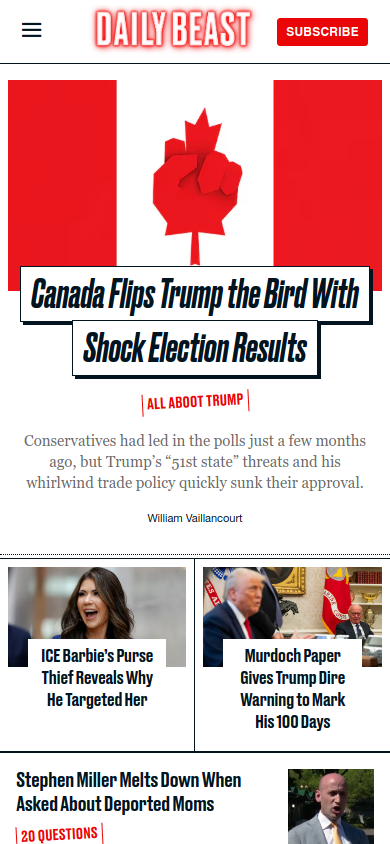 DAILY BEAST
SUBSCRIBE
Canada Flips Trump the Bird With
Shock Election Results
ALL ABOOT TRUMP
Conservatives had led in the polls just a few months
ago, but Trump’s “51st state” threats and his
whirlwind trade policy quickly sunk their approval.
William Vaillancourt
ICE Barbie’s Purse
Thief Reveals Why
He Targeted Her
Murdoch Paper
Gives Trump Dire
Warning to Mark
His 100 Days
Stephen Miller Melts Down When
Asked About Deported Moms
20 QUESTIONS